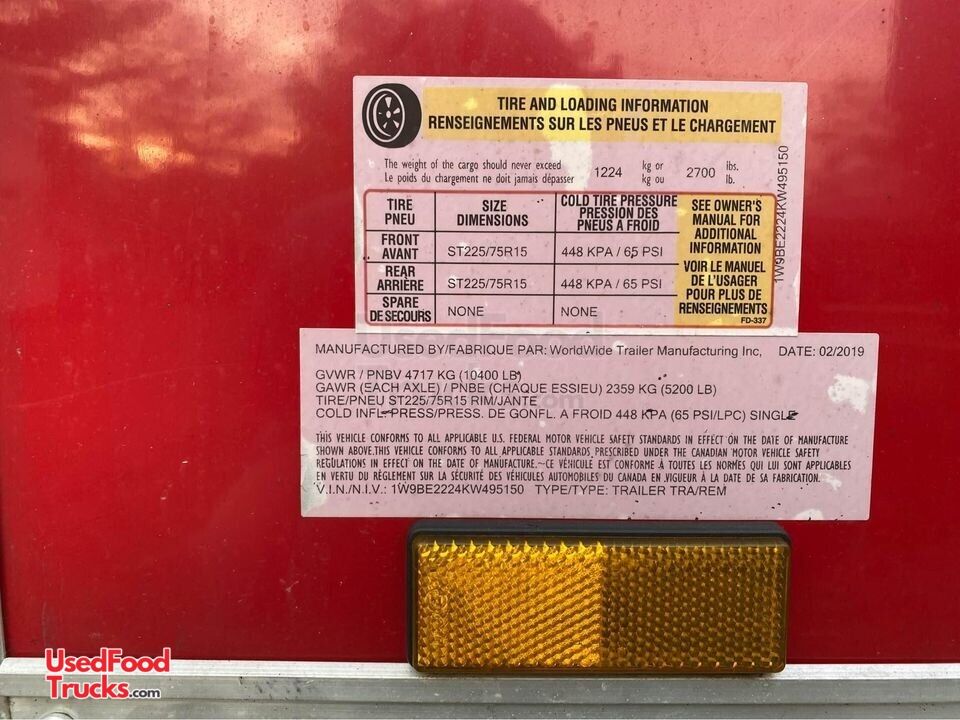 TIRE AND LOADING INFORMATION
RENSEIGNEMENTS SUR LES PNEUS ET LE CHARGEMENT
The weight of the cargo should never exceed 1224 kg or 2700 lbs.
Le poids du chargement ne doit jamais dépasser kg ou lb.
TIRE PNEU
SIZE DIMENSIONS
COLD TIRE PRESSURE
PRESSION DES
PNEUS A FROID
FRONT AVANT
ST225/75R15
448 KPA / 65 PSI
REAR ARRIÈRE
ST225/75R15
448 KPA / 65 PSI
SPARE DE SECOURS
NONE
NONE
SEE OWNER'S
MANUAL FOR
ADDITIONAL
INFORMATION
VOIR LE MANUEL
DE L'USAGER
POUR PLUS DE
RENSEIGNEMENTS
FD-337
1W9BE2224KW495150
MANUFACTURED BY/FABRIQUE PAR: WorldWide Trailer Manufacturing Inc, DATE: 02/2019
GVWR / PNBV 4717 KG (10400 LB)
GAWR (EACH AXLE) / PNBE (CHAQUE ESSIEU) 2359 KG (5200 LB)
TIRE/PNEU ST225/75R15 RIM/JANTE
COLD INFL-PRESS/PRESS. DE GONFL. A FROID 448 KPA (65 PSI/LPC) SINGLE
THIS VEHICLE CONFORMS TO ALL APPLICABLE U.S. FEDERAL MOTOR VEHICLE SAFETY STANDARDS IN EFFECT ON THE DATE OF MANUFACTURE
SHOWN ABOVE.THIS VEHICLE CONFORMS TO ALL APPLICABLE STANDARDS PRESCRIBED UNDER THE CANADIAN MOTOR VEHICLE SAFETY
REGULATIONS IN EFFECT ON THE DATE OF MANUFACTURE.~CE VÉHICULE EST CONFORME À TOUTES LES NORMES QUI LUI SONT APPLICABLES
EN VERTU DU RÈGLEMENT SUR LA SÉCURITÉ DES VÉHICULES AUTOMOBILES DU CANADA EN VIGUEUR À LA DATE DE SA FABRICATION.
V.I.N./N.I.V.: 1W9BE2224KW495150 TYPE/TYPE: TRAILER TRA/REM
UsedFood
Trucks.com